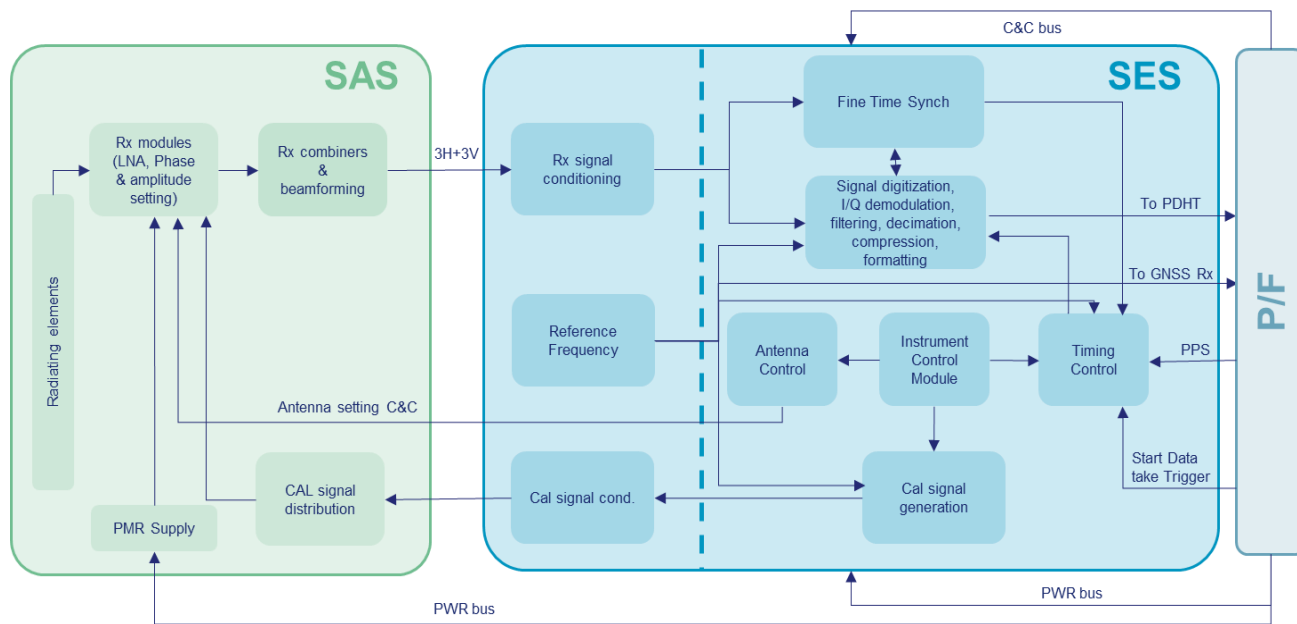 C&C bus
SAS
SES
Rx modules
(LNA, Phase
& amplitude
setting)
Rx combiners
&
beamforming
3H+3V
Rx signal
conditioning
Fine Time Synch
Signal digitization,
I/Q demodulation,
filtering, decimation,
compression,
formatting
To PDHT
To GNSS Rx
P/F
Radiating elements
Reference
Frequency
Antenna
Control
Instrument
Control
Module
Timing
Control
PPS
Antenna setting C&C
Start Data
take Trigger
CAL signal
distribution
Cal signal cond.
Cal signal
generation
PMR Supply
PWR bus
PWR bus